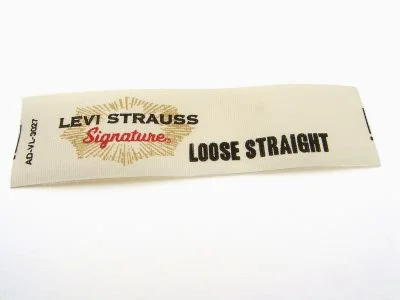 LEVI STRAUSS
Signature®
LOOSE STRAIGHT
AD-VL-3027